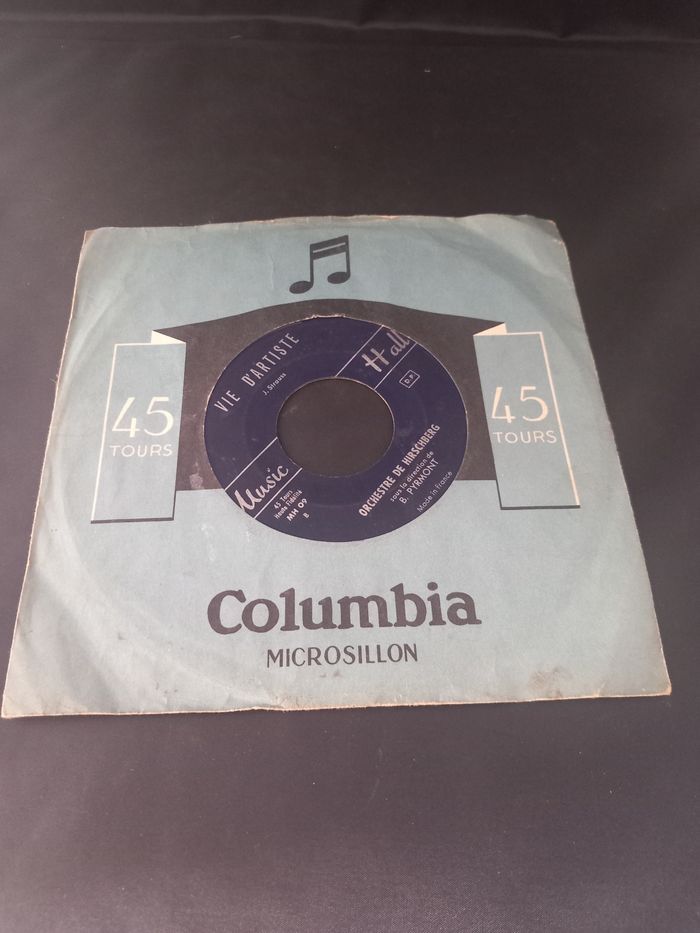 45
TOURS
45
TOURS
VIE D'ARTISTE
J. Strauss
Music Hall
D.P.
45 Tours
Haute Fidélité
MH 09
B
ORCHESTRE DE HIRSCHBERG
sous la direction de
B. PYRMONT
Made in France
Columbia
MICROSILLON